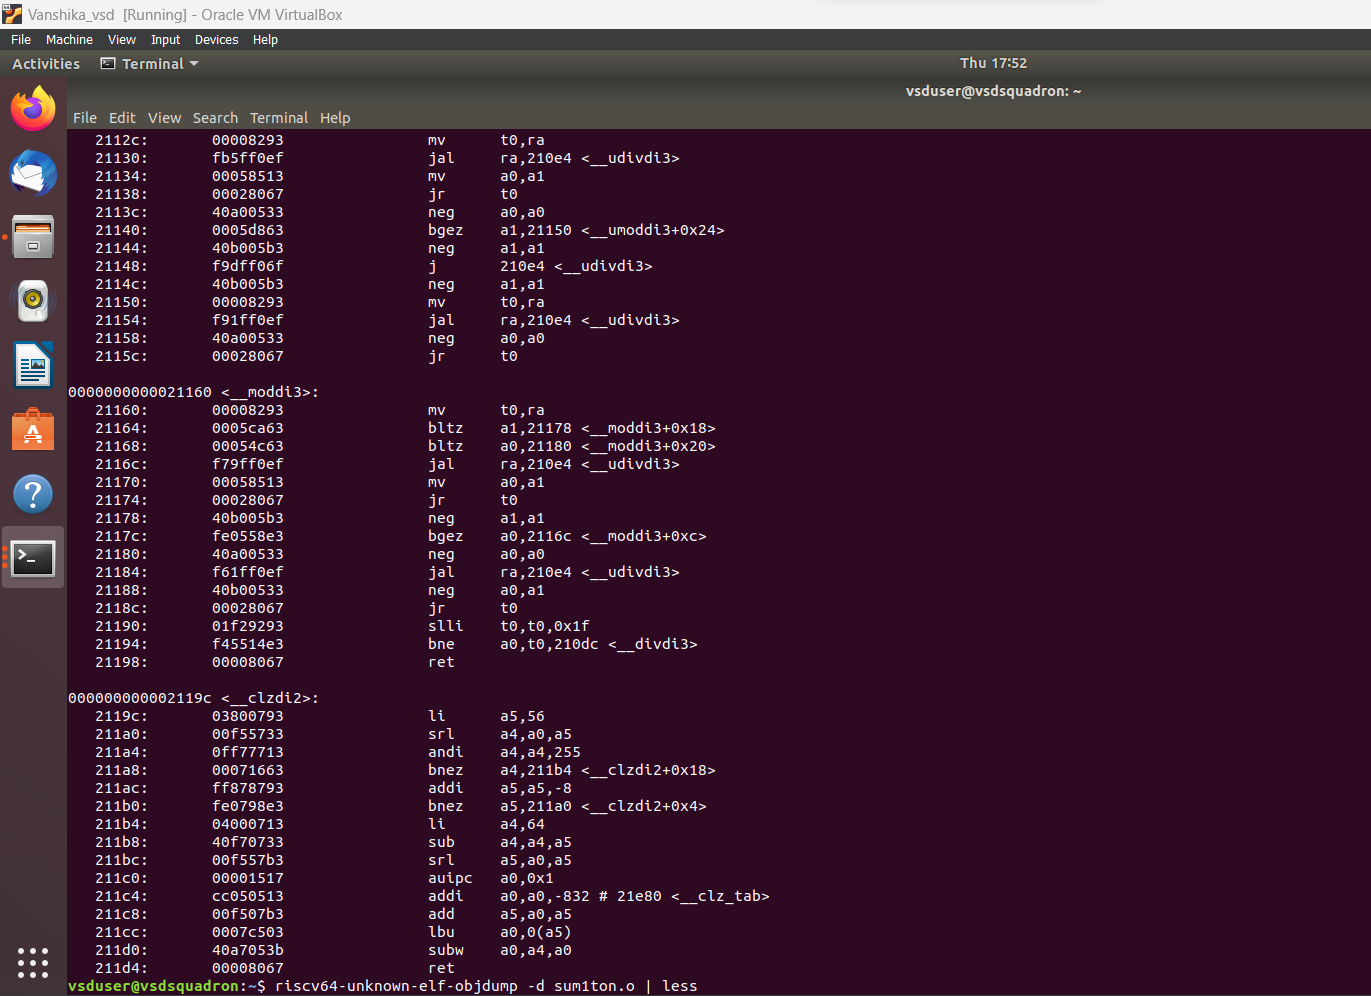 Vanshika_vsd [Running] - Oracle VM VirtualBox
File Machine View Input Devices Help
Activities Terminal Thu 17:52
vsduser@vsdsquadron: ~
File Edit View Search Terminal Help
2112c: 00008293 mv t0,ra
21130: fb5ff0ef jal ra,210e4 <__udivdi3>
21134: 00058513 mv a0,a1
21138: 00028067 jr t0
2113c: 40a00533 neg a0,a0
21140: 0005d863 bgez a1,21150 <__umoddi3+0x24>
21144: 40b005b3 neg a1,a1
21148: f9dff06f j 210e4 <__udivdi3>
2114c: 40b005b3 neg a1,a1
21150: 00008293 mv t0,ra
21154: f91ff0ef jal ra,210e4 <__udivdi3>
21158: 40a00533 neg a0,a0
2115c: 00028067 jr t0
0000000000021160 <__moddi3>:
21160: 00008293 mv t0,ra
21164: 0005ca63 bltz a1,21178 <__moddi3+0x18>
21168: 00054c63 bltz a0,21180 <__moddi3+0x20>
2116c: f79ff0ef jal ra,210e4 <__udivdi3>
21170: 00058513 mv a0,a1
21174: 00028067 jr t0
21178: 40b005b3 neg a1,a1
2117c: fe0558e3 bgez a0,2116c <__moddi3+0xc>
21180: 40a00533 neg a0,a0
21184: f61ff0ef jal ra,210e4 <__udivdi3>
21188: 40b00533 neg a0,a1
2118c: 00028067 jr t0
21190: 01f29293 slli t0,t0,0x1f
21194: f45514e3 bne a0,t0,210dc <__divdi3>
21198: 00008067 ret
000000000002119c <__clzdi2>:
2119c: 03800793 li a5,56
211a0: 00f55733 srl a4,a0,a5
211a4: 0ff77713 andi a4,a4,255
211a8: 00071663 bnez a4,211b4 <__clzdi2+0x18>
211ac: ff878793 addi a5,a5,-8
211b0: fe0798e3 bnez a5,211a0 <__clzdi2+0x4>
211b4: 04000713 li a4,64
211b8: 40f70733 sub a4,a4,a5
211bc: 00f557b3 srl a5,a0,a5
211c0: 00001517 auipc a0,0x1
211c4: cc050513 addi a0,a0,-832 # 21e80 <__clz_tab>
211c8: 00f507b3 add a5,a0,a5
211cc: 0007c503 lbu a0,0(a5)
211d0: 40a7053b subw a0,a4,a0
211d4: 00008067 ret
vsduser@vsdsquadron:~$ riscv64-unknown-elf-objdump -d sum1ton.o | less